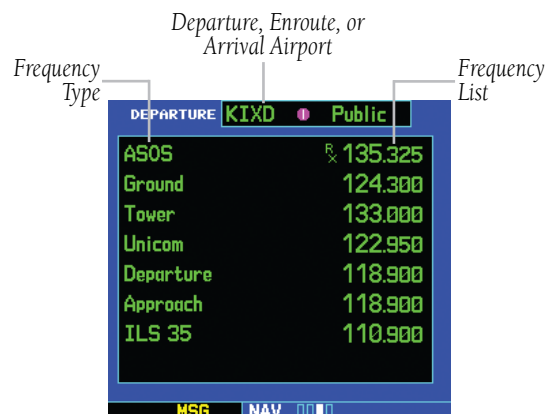 Departure, Enroute, or
Arrival Airport
Frequency
Type
Frequency
List
DEPARTURE KIXD Public
ASOS Rx 135.325
Ground 124.300
Tower 133.000
Unicom 122.950
Departure 118.900
Approach 118.900
ILS 35 110.900
MSG NAV